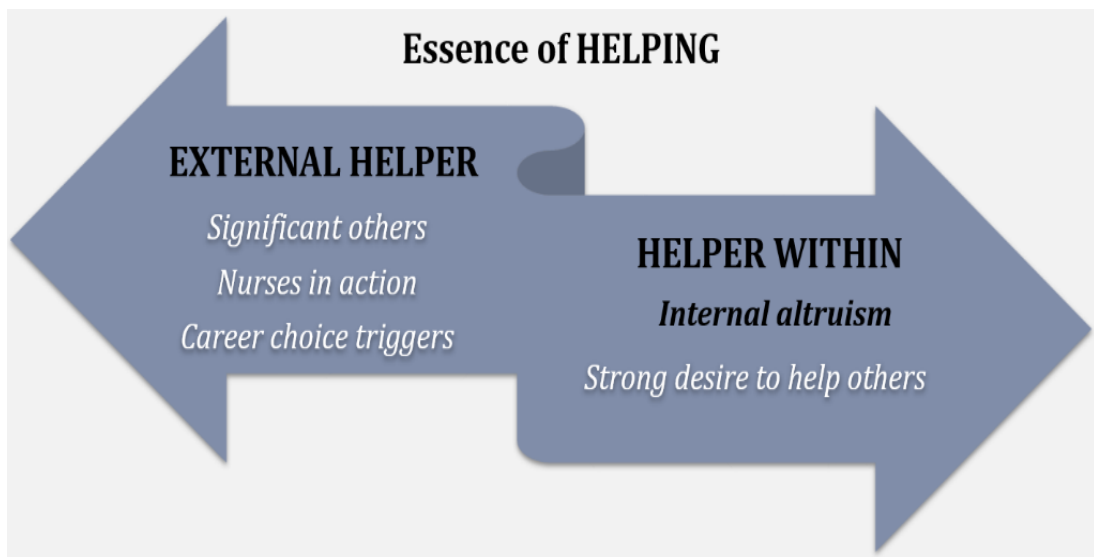 Essence of HELPING
EXTERNAL HELPER
Significant others
Nurses in action
Career choice triggers
HELPER WITHIN
Internal altruism
Strong desire to help others